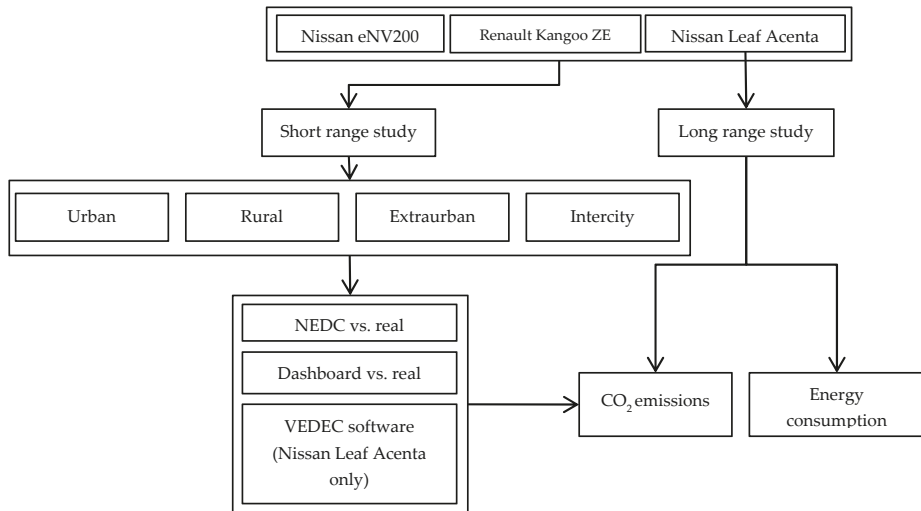 Nissan eNV200
Renault Kangoo ZE
Nissan Leaf Acenta
Short range study
Long range study
Urban
Rural
Extraurban
Intercity
NEDC vs. real
Dashboard vs. real
VEDEC software
(Nissan Leaf Acenta
only)
CO₂ emissions
Energy
consumption